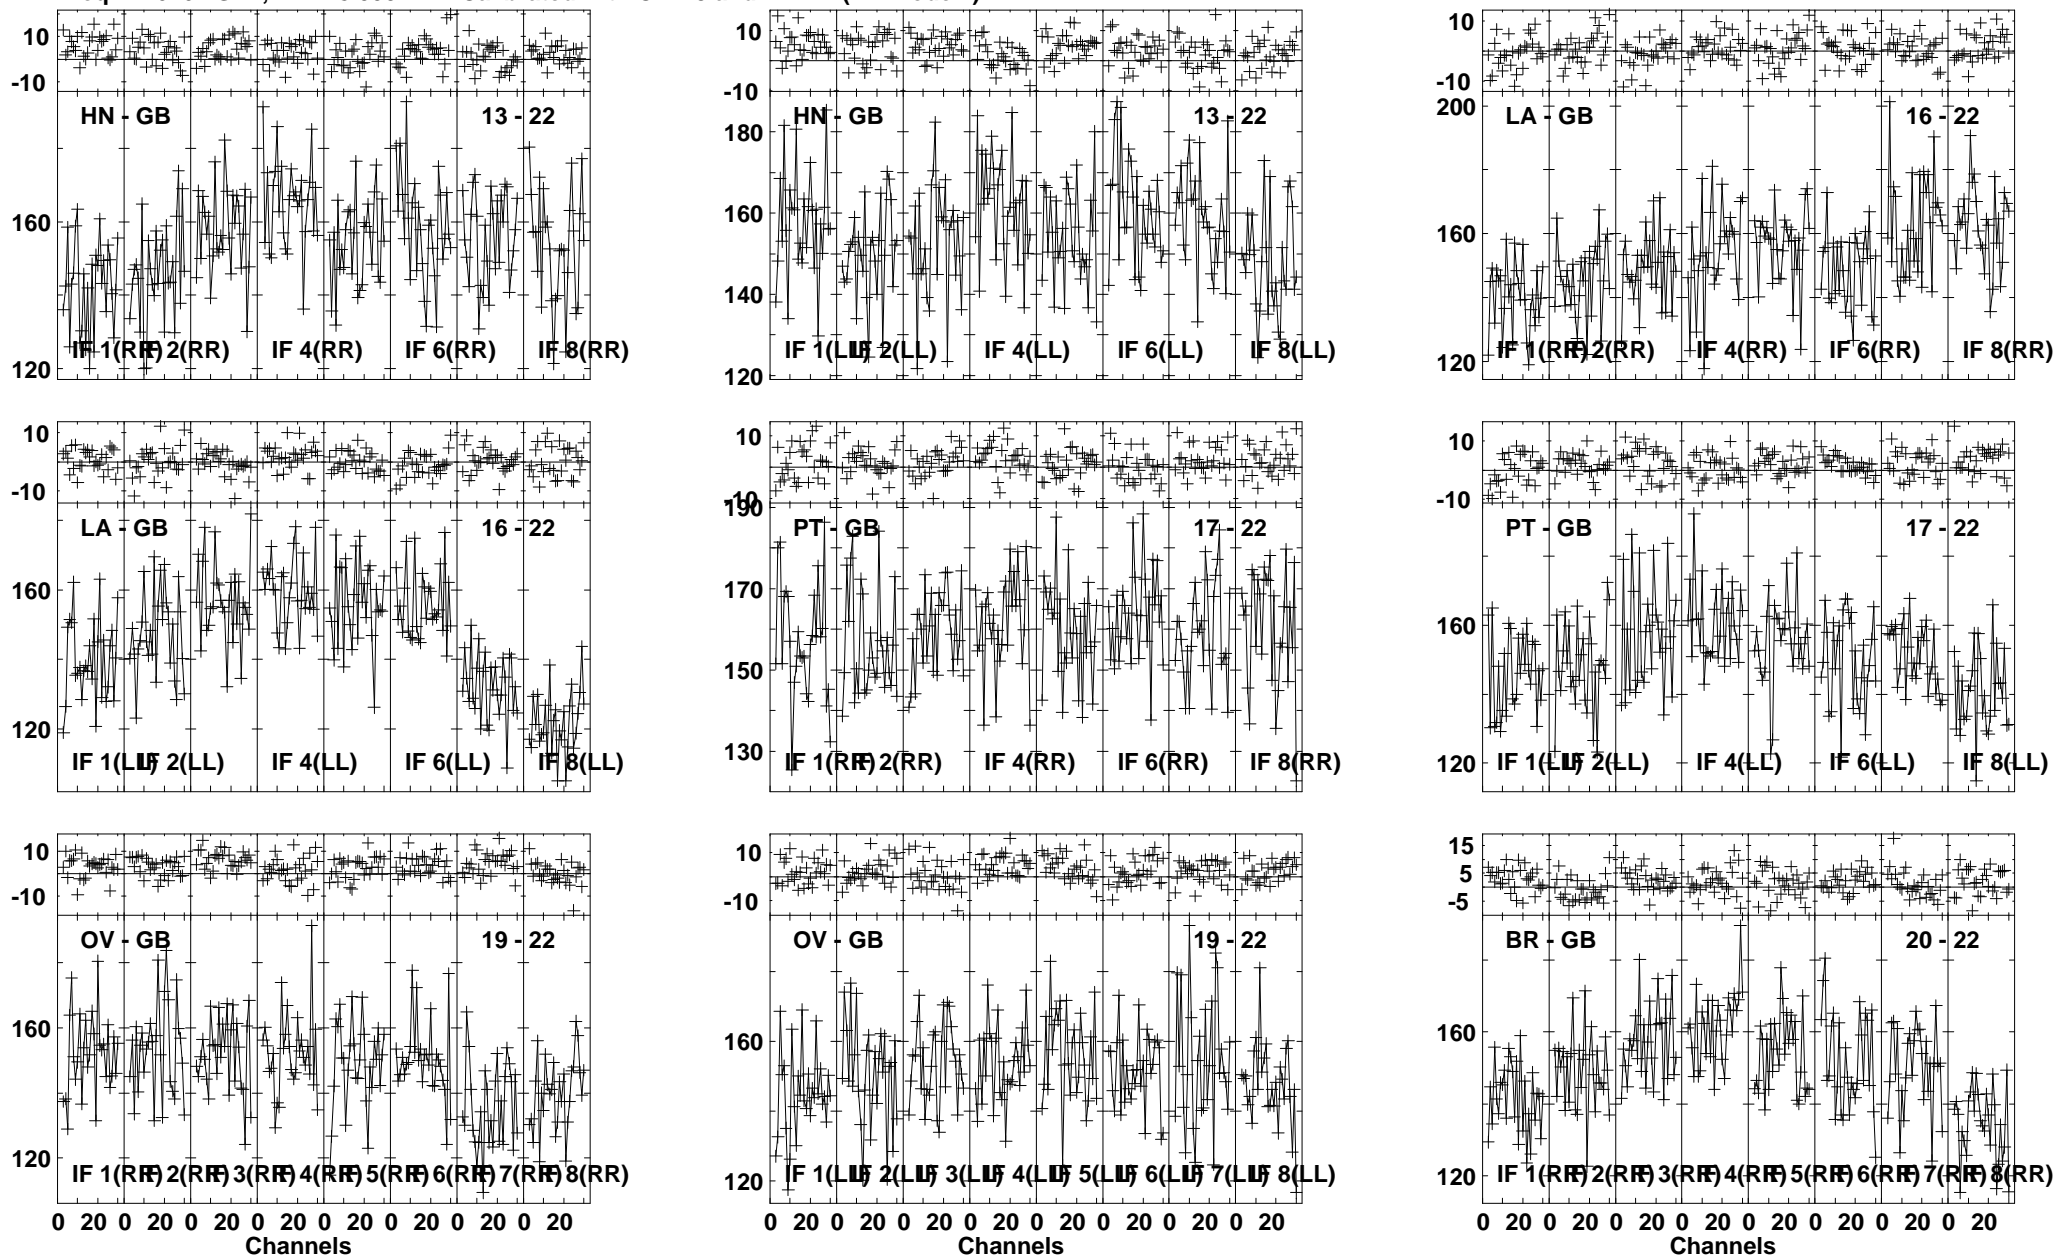 10 10 10
-10 -10 -10
HN - GB 13 - 22 HN - GB 13 - 22 LA - GB 16 - 22
200
180
160 160 160
140
120 120 120
IF 1(RR) IF 2(RR) IF 4(RR) IF 6(RR) IF 8(RR) IF 1(LL) IF 2(LL) IF 4(LL) IF 6(LL) IF 8(LL) IF 1(RR) IF 2(RR) IF 4(RR) IF 6(RR) IF 8(RR)
10 10 10
-10 -10 -10
LA - GB 16 - 22 PT - GB 17 - 22 PT - GB 17 - 22
190
160 170 160
150
120 130 120
IF 1(LL) IF 2(LL) IF 4(LL) IF 6(LL) IF 8(LL) IF 1(RR) IF 2(RR) IF 4(RR) IF 6(RR) IF 8(RR) IF 1(LL) IF 2(LL) IF 4(LL) IF 6(LL) IF 8(LL)
10 10 15
5
-10 -10 -5
OV - GB 19 - 22 OV - GB 19 - 22 BR - GB 20 - 22
160 160 160
120 120 120
IF 1(RR) IF 2(RR) IF 3(RR) IF 4(RR) IF 5(RR) IF 6(RR) IF 7(RR) IF 8(RR) IF 1(LL) IF 2(LL) IF 3(LL) IF 4(LL) IF 5(LL) IF 6(LL) IF 7(LL) IF 8(LL) IF 1(RR) IF 2(RR) IF 3(RR) IF 4(RR) IF 5(RR) IF 6(RR) IF 7(RR) IF 8(RR)
0 20 0 20 0 20 0 20 0 20 0 20 0 20 0 20 0 20 0 20 0 20 0 20 0 20 0 20 0 20 0 20 0 20 0 20 0 20 0 20 0 20 0 20 0 20 0 20
Channels Channels Channels